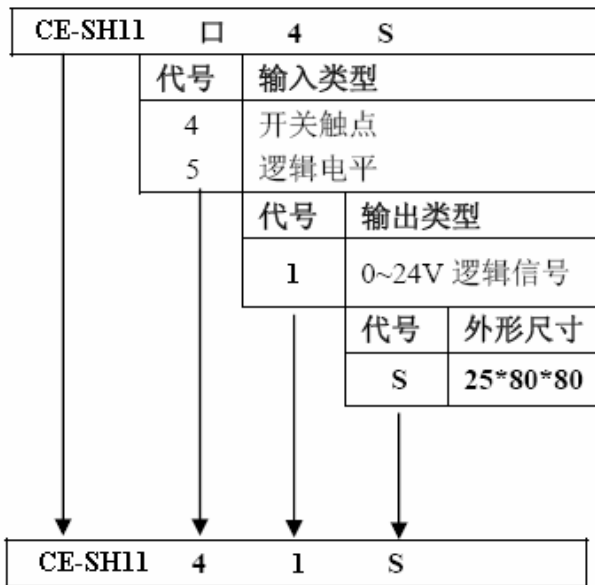 CE-SH11 口 4 S
代号 输入类型
4 开关触点
5 逻辑电平
代号 输出类型
1 0~24V 逻辑信号
代号 外形尺寸
S 25*80*80
CE-SH11 4 1 S